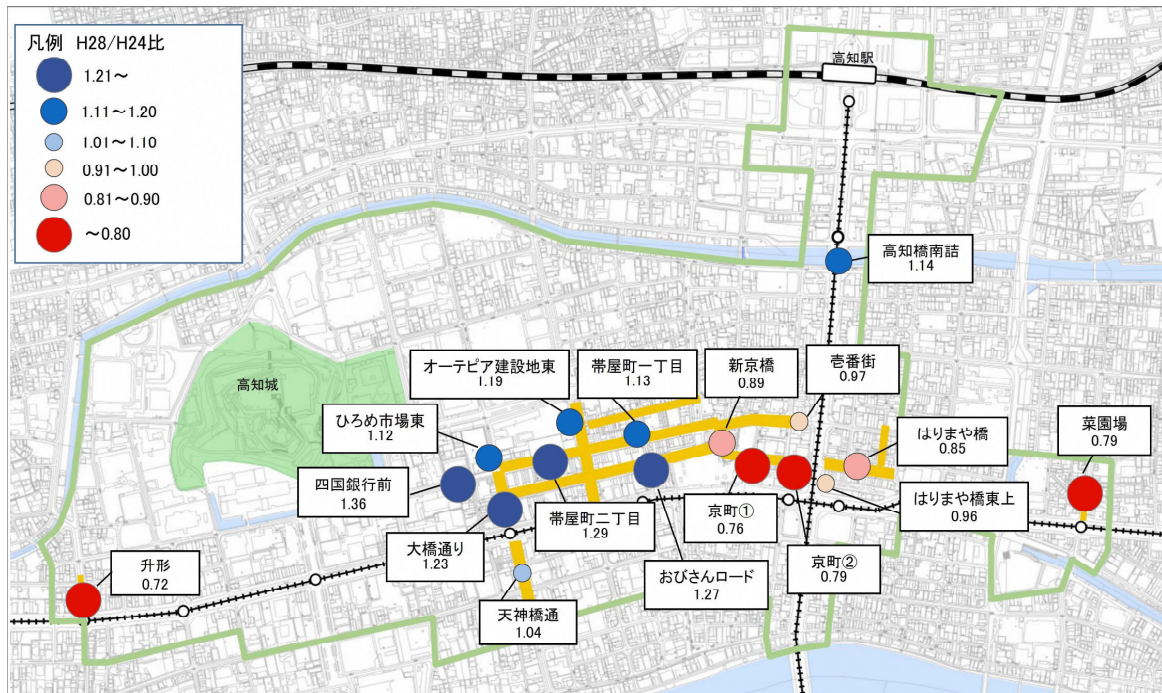 凡例 H28/H24比
1.21～
1.11～1.20
1.01～1.10
0.91～1.00
0.81～0.90
～0.80
高知駅
高知橋南詰
1.14
高知城
オーテピア建設地東
1.19
帯屋町一丁目
1.13
新京橋
0.89
壱番街
0.97
ひろめ市場東
1.12
はりまや橋
0.85
菜園場
0.79
四国銀行前
1.36
帯屋町二丁目
1.29
京町①
0.76
はりまや橋東上
0.96
大橋通り
1.23
升形
0.72
おびさんロード
1.27
京町②
0.79
天神橋通
1.04